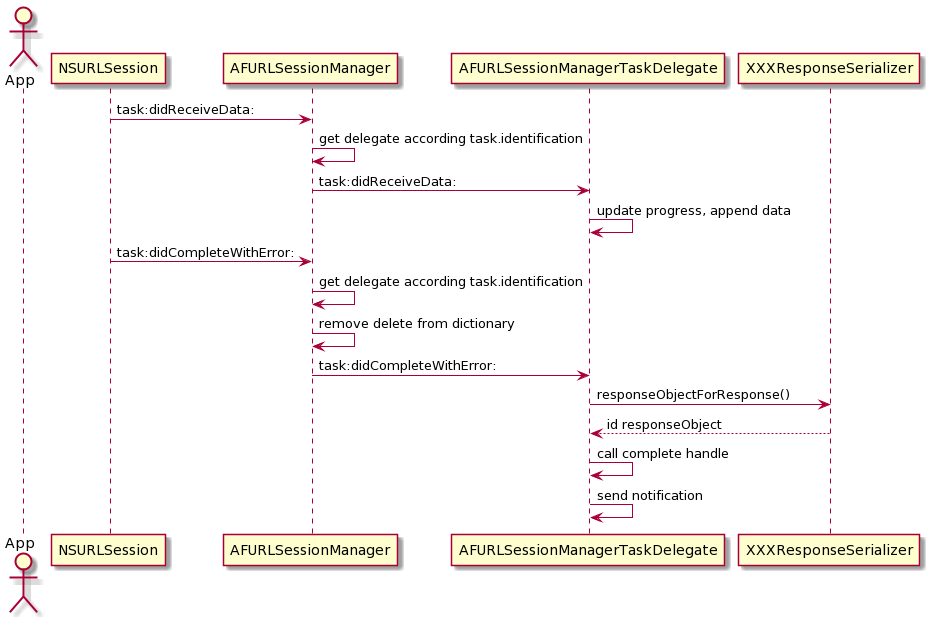 App
NSURLSession
AFURLSessionManager
AFURLSessionManagerTaskDelegate
XXXResponseSerializer
task:didReceiveData:
get delegate according task.identification
task:didReceiveData:
update progress, append data
task:didCompleteWithError:
get delegate according task.identification
remove delete from dictionary
task:didCompleteWithError:
responseObjectForResponse()
id responseObject
call complete handle
send notification
App
NSURLSession
AFURLSessionManager
AFURLSessionManagerTaskDelegate
XXXResponseSerializer